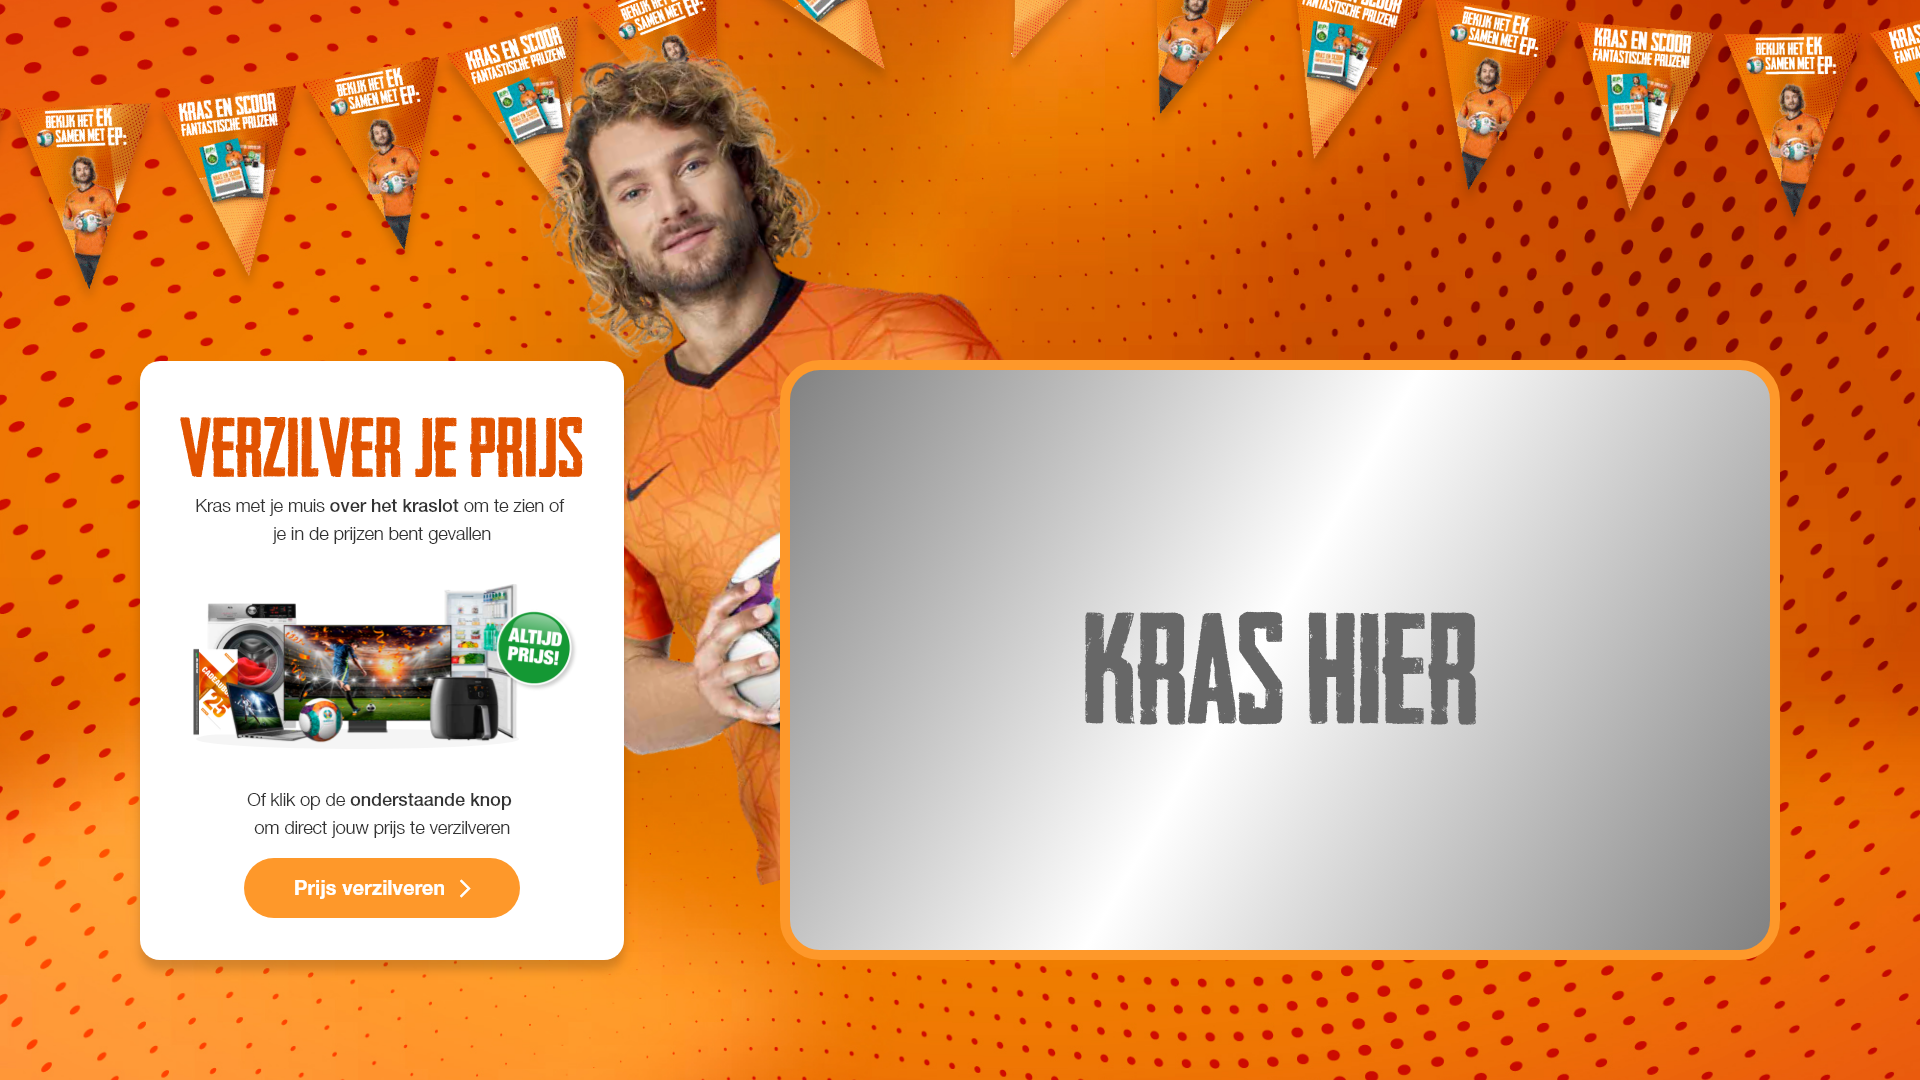 BEKIJK HET EK
SAMEN MET EP:
KRAS EN SCOOR
FANTASTISCHE PRIJZEN!
BEKIJK HET EK
SAMEN MET EP:
KRAS EN SCOOR
FANTASTISCHE PRIJZEN!
BEKIJK HET EK
SAMEN MET EP:
KRAS EN SCOOR
FANTASTISCHE PRIJZEN!
BEKIJK HET EK
SAMEN MET EP:
KRAS EN SCOOR
FANTASTISCHE PRIJZEN!
BEKIJK HET EK
SAMEN MET EP:
VERZILVER JE PRIJS
Kras met je muis over het kraslot om te zien of
je in de prijzen bent gevallen
ALTIJD
PRIJS!
25
Of klik op de onderstaande knop
om direct jouw prijs te verzilveren
Prijs verzilveren
KRAS HIER